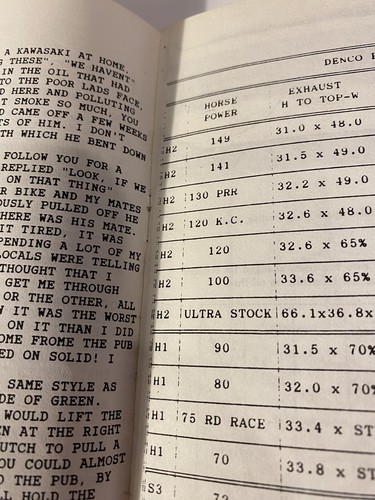 A KAWASAKI AT HOME,
THESE", "WE HAVENT"
IN THE OIL THAT HAD
TO THE POOR LADS FACE,
HERE AND POLLUTING
SMOKE SO MUCH, YOU
CAME OFF A FEW WEEKS
OF HIM. I DON'T
WITH WHICH HE BENT DOWN
FOLLOW YOU FOR A
REPLIED "LOOK, IF WE
ON THAT THING"
BIKE AND MY MATES
PULLED OFF HE
THERE WAS HIS MATE.
IT TIRED, IT WAS
SPENDING A LOT OF MY
LOCALS WERE TELLING
THOUGHT THAT I
GET ME THROUGH
OR THE OTHER, ALL
IT WAS THE WORST
ON IT THAN I DID
FROME THE PUB
ON SOLID! I
SAME STYLE AS
OF GREEN.
WOULD LIFT THE
AT THE RIGHT
CLUTCH TO PULL A
YOU COULD ALMOST
THE PUB, BY
HOLD THE
DENCO
HORSE POWER EXHAUST H TO TOP-W
H2 149 31.0 x 48.0
H2 141 31.5 x 49.0
H2 130 PRR 32.2 x 49.0
H2 120 K.C. 32.6 x 48.0
H2 120 32.6 x 65%
H2 100 33.6 x 65%
H2 ULTRA STOCK 66.1x36.8x
H1 90 31.5 x 70%
H1 80 32.0 x 70%
H1 75 RD RACE 33.4 x ST
H1 70 33.8 x ST
S3